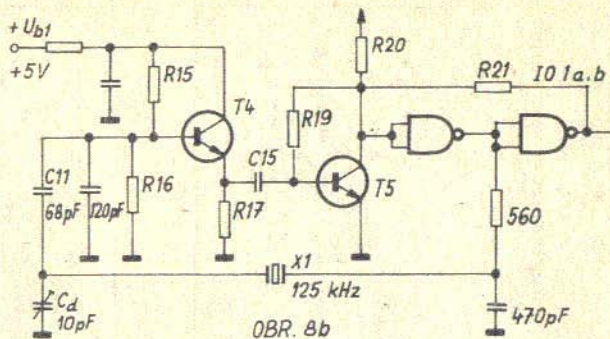 + Ub1
+5V
R15
T4
R20
R21
IO 1a.b
R19
C11
68pF
120pF
R16
C15
R17
T5
560
X1
125 kHz
Cd
10pF
470pF
OBR. 8b